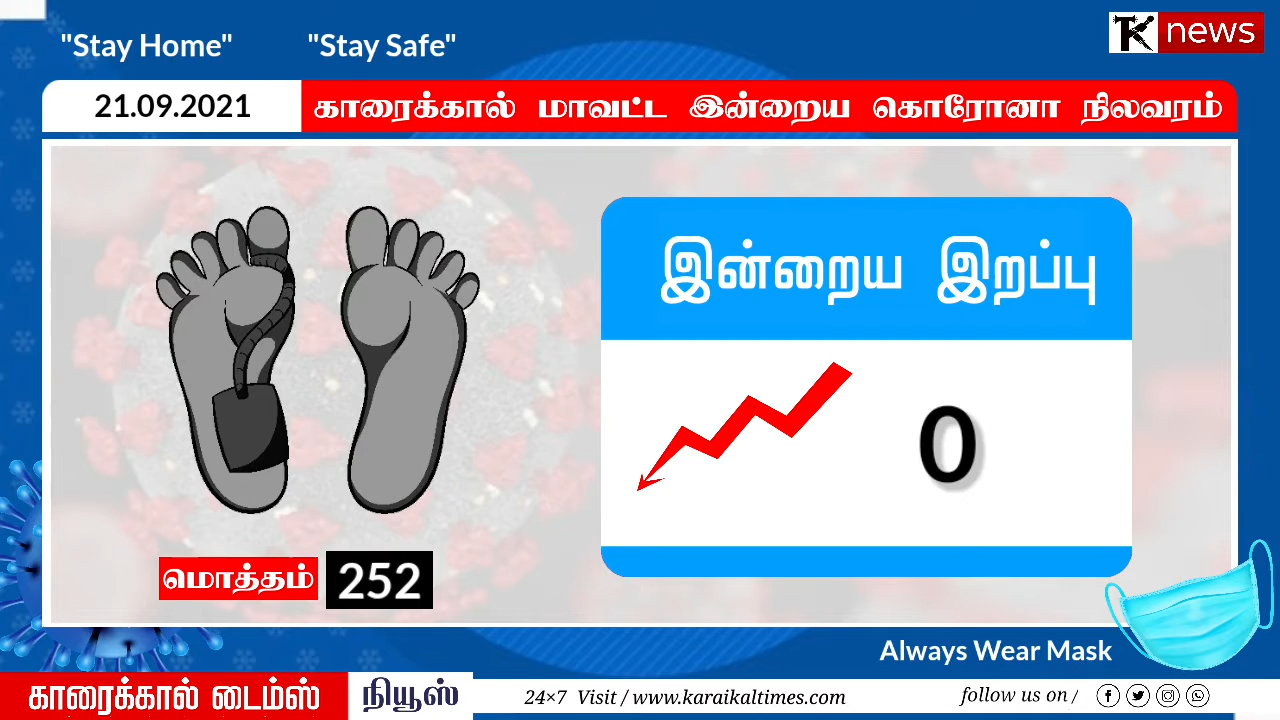 "Stay Home" "Stay Safe"
TK news
21.09.2021 காரைக்கால் மாவட்ட இன்றைய கொரோனா நிலவரம்
இன்றைய இறப்பு
0
மொத்தம் 252
Always Wear Mask
காரைக்கால் டைம்ஸ் நியூஸ் 24×7 Visit / www.karaikaltimes.com follow us on /